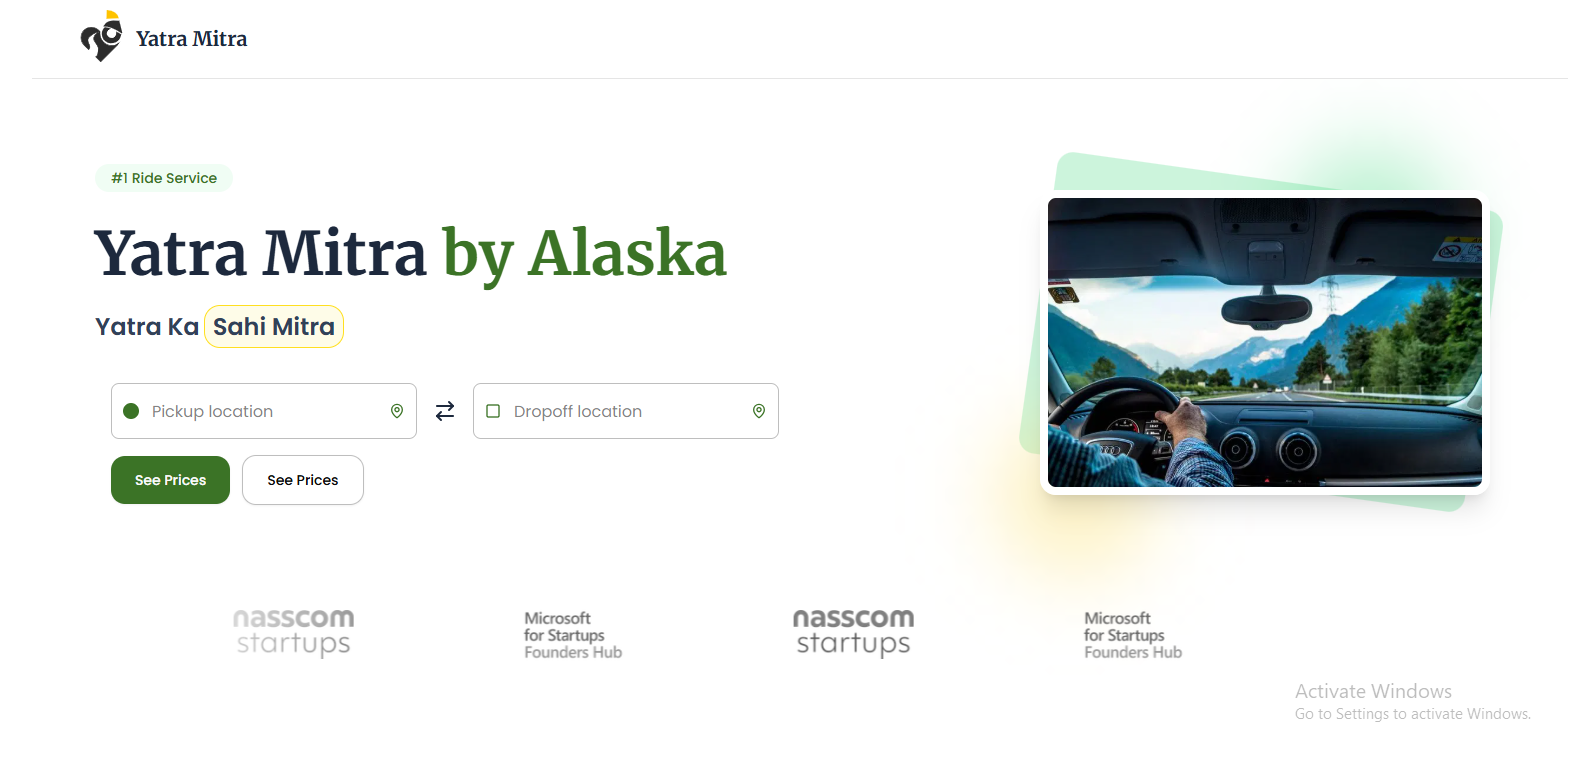 Yatra Mitra
#1 Ride Service
Yatra Mitra by Alaska
Yatra Ka Sahi Mitra
Pickup location
Dropoff location
See Prices
See Prices
nasscom
startups
Microsoft
for Startups
Founders Hub
nasscom
startups
Microsoft
for Startups
Founders Hub
Activate Windows
Go to Settings to activate Windows.